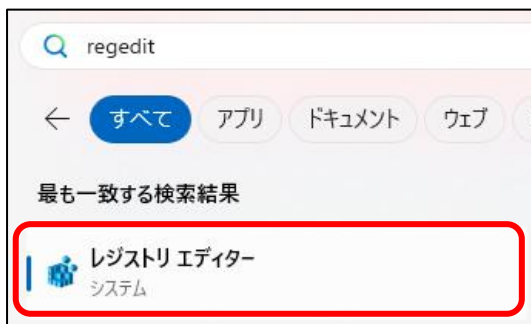 regedit
すべて アプリ ドキュメント ウェブ
最も一致する検索結果
レジストリ エディター
システム